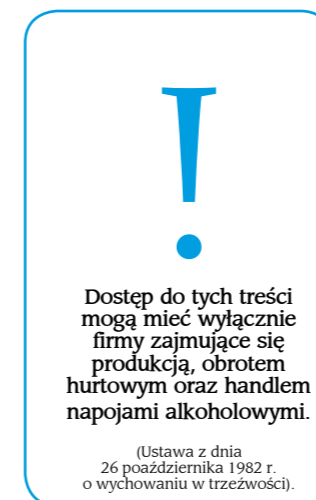 !
Dostęp do tych treści
mogą mieć wyłącznie
firmy zajmujące się
produkcją, obrotem
hurtowym oraz handlem
napojami alkoholowymi.
(Ustawa z dnia
26 poaździernika 1982 r.
o wychowaniu w trzeźwości).